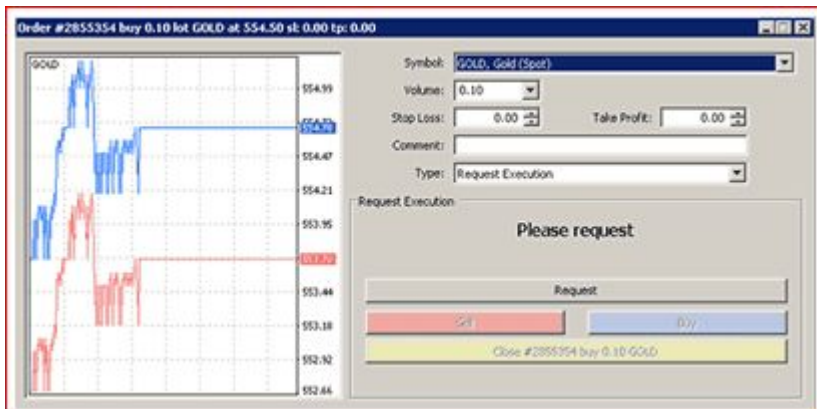 Order #2855354 buy 0.10 lot GOLD at 554.50 sl: 0.00 tp: 0.00
GOLD
554.99
554.73
554.70
554.47
554.21
553.95
553.70
553.44
553.18
552.92
552.66
Symbol: GOLD, Gold (Spot)
Volume: 0.10
Stop Loss: 0.00 Take Profit: 0.00
Comment:
Type: Request Execution
Request Execution
Please request
Request
Sell Buy
Close #2855354 buy 0.10 GOLD